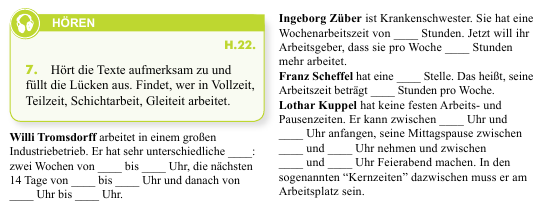 HÖREN
H.22.
7. Hört die Texte aufmerksam zu und
füllt die Lücken aus. Findet, wer in Vollzeit,
Teilzeit, Schichtarbeit, Gleiteit arbeitet.
Willi Tromsdorff arbeitet in einem großen
Industriebetrieb. Er hat sehr unterschiedliche ____:
zwei Wochen von ____ bis ____ Uhr, die nächsten
14 Tage von ____ bis ____ Uhr und danach von
____ Uhr bis ____ Uhr.
Ingeborg Züber ist Krankenschwester. Sie hat eine
Wochenarbeitszeit von ____ Stunden. Jetzt will ihr
Arbeitsgeber, dass sie pro Woche ____ Stunden
mehr arbeitet.
Franz Scheffel hat eine ____ Stelle. Das heißt, seine
Arbeitszeit beträgt ____ Stunden pro Woche.
Lothar Kuppel hat keine festen Arbeits- und
Pausenzeiten. Er kann zwischen ____ Uhr und
____ Uhr anfangen, seine Mittagspause zwischen
____ und ____ Uhr nehmen und zwischen
____ und ____ Uhr Feierabend machen. In den
sogenannten “Kernzeiten” dazwischen muss er am
Arbeitsplatz sein.